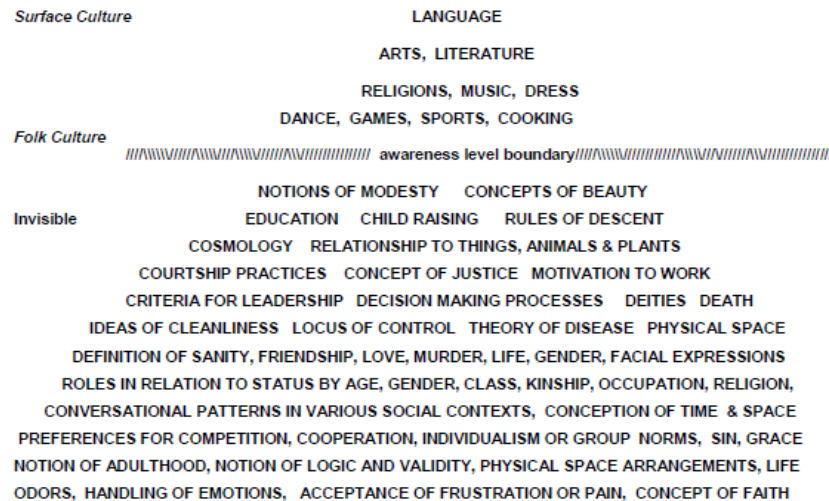 Surface Culture LANGUAGE
ARTS, LITERATURE
RELIGIONS, MUSIC, DRESS
DANCE, GAMES, SPORTS, COOKING
Folk Culture
////\\\\\\//////\\\\\////\\\\\///////\\\//////////////// awareness level boundary/////\\\\\\/////////////\\\\\///\///////\\\///////////////
NOTIONS OF MODESTY CONCEPTS OF BEAUTY
Invisible EDUCATION CHILD RAISING RULES OF DESCENT
COSMOLOGY RELATIONSHIP TO THINGS, ANIMALS & PLANTS
COURTSHIP PRACTICES CONCEPT OF JUSTICE MOTIVATION TO WORK
CRITERIA FOR LEADERSHIP DECISION MAKING PROCESSES DEITIES DEATH
IDEAS OF CLEANLINESS LOCUS OF CONTROL THEORY OF DISEASE PHYSICAL SPACE
DEFINITION OF SANITY, FRIENDSHIP, LOVE, MURDER, LIFE, GENDER, FACIAL EXPRESSIONS
ROLES IN RELATION TO STATUS BY AGE, GENDER, CLASS, KINSHIP, OCCUPATION, RELIGION,
CONVERSATIONAL PATTERNS IN VARIOUS SOCIAL CONTEXTS, CONCEPTION OF TIME & SPACE
PREFERENCES FOR COMPETITION, COOPERATION, INDIVIDUALISM OR GROUP NORMS, SIN, GRACE
NOTION OF ADULTHOOD, NOTION OF LOGIC AND VALIDITY, PHYSICAL SPACE ARRANGEMENTS, LIFE
ODORS, HANDLING OF EMOTIONS, ACCEPTANCE OF FRUSTRATION OR PAIN, CONCEPT OF FAITH